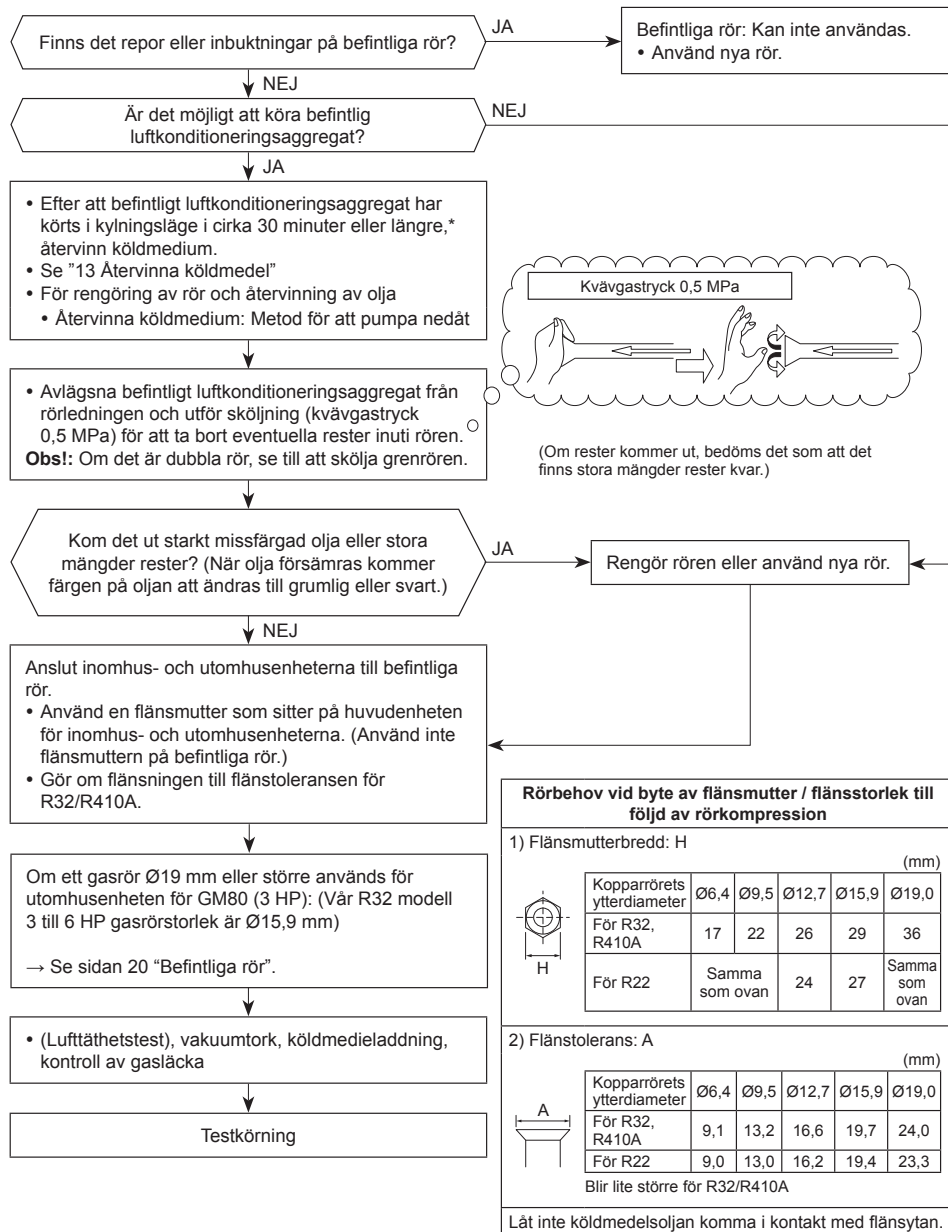 Finns det repor eller inbuktningar på befintliga rör?
JA
Befintliga rör: Kan inte användas.
• Använd nya rör.
NEJ
Är det möjligt att köra befintlig
luftkonditioneringsaggregat?
NEJ
JA
• Efter att befintligt luftkonditioneringsaggregat har
körts i kylningsläge i cirka 30 minuter eller längre,*
återvinn köldmedium.
• Se ”13 Återvinna köldmedel”
• För rengöring av rör och återvinning av olja
• Återvinna köldmedium: Metod för att pumpa nedåt
Kvävgastryck 0,5 MPa
• Avlägsna befintligt luftkonditioneringsaggregat från
rörledningen och utför sköljning (kvävgastryck
0,5 MPa) för att ta bort eventuella rester inuti rören.
Obs!: Om det är dubbla rör, se till att skölja grenrören.
(Om rester kommer ut, bedöms det som att det
finns stora mängder rester kvar.)
Kom det ut starkt missfärgad olja eller stora
mängder rester? (När olja försämras kommer
färgen på oljan att ändras till grumlig eller svart.)
JA
Rengör rören eller använd nya rör.
NEJ
Anslut inomhus- och utomhusenheterna till befintliga
rör.
• Använd en flänsmutter som sitter på huvudenheten
för inomhus- och utomhusenheterna. (Använd inte
flänsmuttern på befintliga rör.)
• Gör om flänsningen till flänstoleransen för
R32/R410A.
Om ett gasrör Ø19 mm eller större används för
utomhusenheten för GM80 (3 HP): (Vår R32 modell
3 till 6 HP gasrörstorlek är Ø15,9 mm)
→ Se sidan 20 “Befintliga rör”.
• (Lufttäthetstest), vakuumtork, köldmedieladdning,
kontroll av gasläcka
Testkörning
Rörbehov vid byte av flänsmutter / flänsstorlek till
följd av rörkompression
1) Flänsmutterbredd: H
(mm)
H
Kopparrörets
ytterdiameter Ø6,4 Ø9,5 Ø12,7 Ø15,9 Ø19,0
För R32,
R410A 17 22 26 29 36
För R22 Samma
som ovan 24 27 Samma
som
ovan
2) Flänstolerans: A
(mm)
A
Kopparrörets
ytterdiameter Ø6,4 Ø9,5 Ø12,7 Ø15,9 Ø19,0
För R32,
R410A 9,1 13,2 16,6 19,7 24,0
För R22 9,0 13,0 16,2 19,4 23,3
Blir lite större för R32/R410A
Låt inte köldmedelsoljan komma i kontakt med flänsytan.